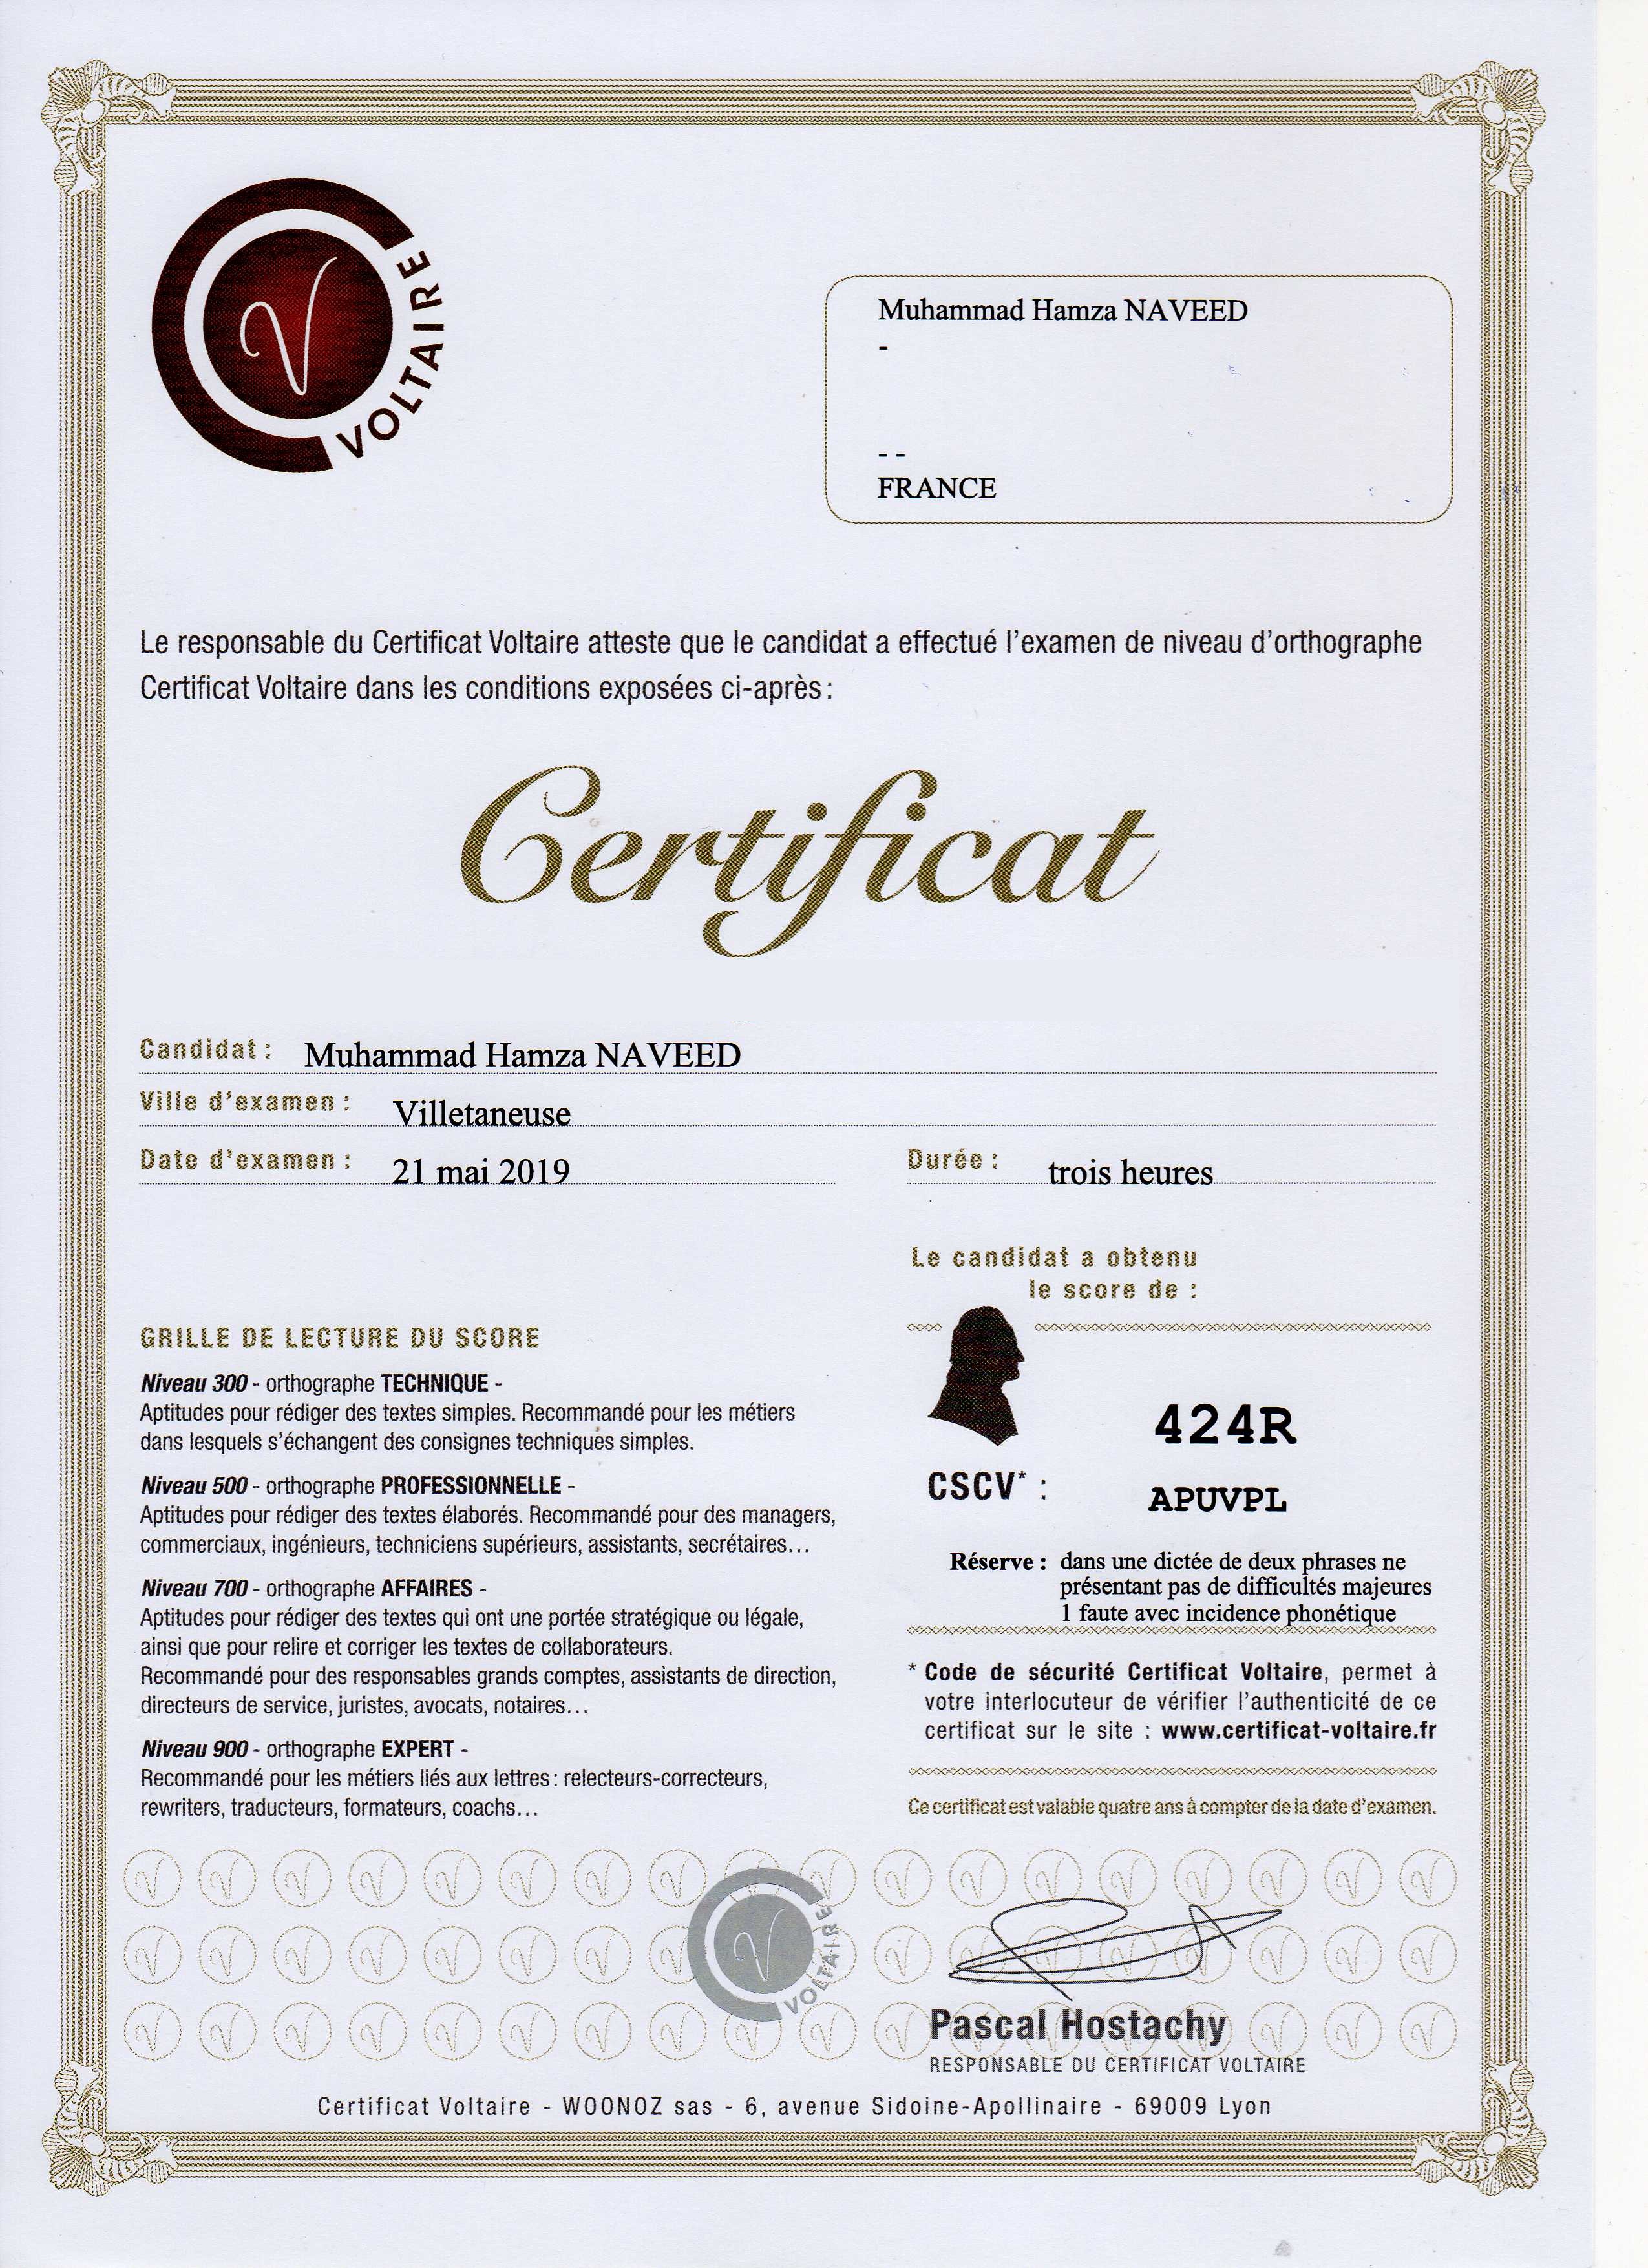 VOLTAIRE
Muhammad Hamza NAVEED
-
- -
FRANCE
Le responsable du Certificat Voltaire atteste que le candidat a effectué l'examen de niveau d'orthographe
Certificat Voltaire dans les conditions exposées ci-après :
Certificat
Candidat : Muhammad Hamza NAVEED
Ville d'examen : Villetaneuse
Date d'examen : 21 mai 2019
Durée : trois heures
GRILLE DE LECTURE DU SCORE
Niveau 300 - orthographe TECHNIQUE -
Aptitudes pour rédiger des textes simples. Recommandé pour les métiers
dans lesquels s'échangent des consignes techniques simples.
Niveau 500 - orthographe PROFESSIONNELLE -
Aptitudes pour rédiger des textes élaborés. Recommandé pour des managers,
commerciaux, ingénieurs, techniciens supérieurs, assistants, secrétaires...
Niveau 700 - orthographe AFFAIRES -
Aptitudes pour rédiger des textes qui ont une portée stratégique ou légale,
ainsi que pour relire et corriger les textes de collaborateurs.
Recommandé pour des responsables grands comptes, assistants de direction,
directeurs de service, juristes, avocats, notaires...
Niveau 900 - orthographe EXPERT -
Recommandé pour les métiers liés aux lettres : relecteurs-correcteurs,
rewriters, traducteurs, formateurs, coachs...
Le candidat a obtenu
le score de :
424R
CSCV* : APUVPL
Réserve : dans une dictée de deux phrases ne
présentant pas de difficultés majeures
1 faute avec incidence phonétique
* Code de sécurité Certificat Voltaire, permet à
votre interlocuteur de vérifier l'authenticité de ce
certificat sur le site : www.certificat-voltaire.fr
Ce certificat est valable quatre ans à compter de la date d'examen.
VOLTAIRE
Pascal Hostachy
RESPONSABLE DU CERTIFICAT VOLTAIRE
Certificat Voltaire - WOONOZ sas - 6, avenue Sidoine-Apollinaire - 69009 Lyon